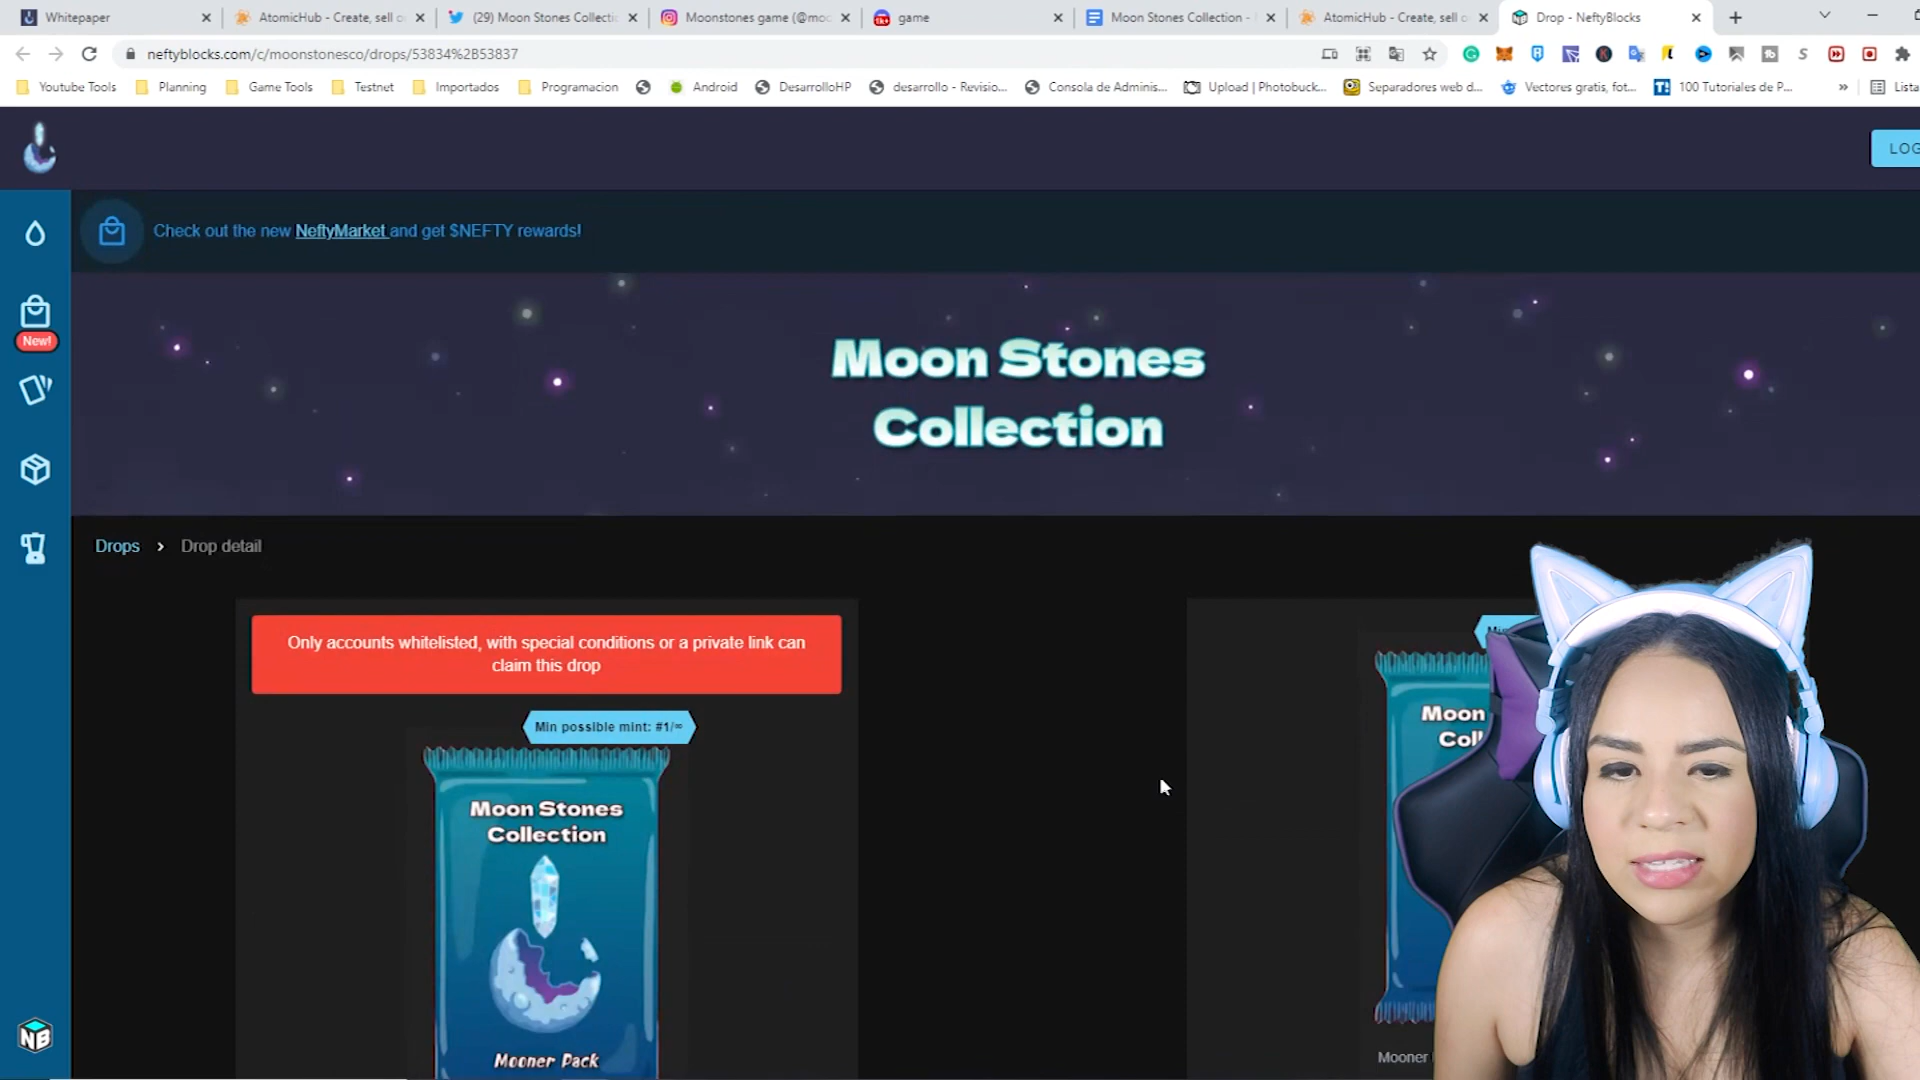 Whitepaper
AtomicHub - Create, sell o
(29) Moon Stones Collecti
Moonstones game (@moo
game
Moon Stones Collection -
AtomicHub - Create, sell o
Drop - NeftyBlocks
neftyblocks.com/c/moonstonesco/drops/53834%2B53837
Youtube Tools
Planning
Game Tools
Testnet
Importados
Programacion
Android
DesarrolloHP
desarrollo - Revisio...
Consola de Adminis...
Upload | Photobuck...
Separadores web d...
Vectores gratis, fot...
100 Tutoriales de P...
Lista
LOG
Check out the new NeftyMarket and get $NEFTY rewards!
New!
Moon Stones
Collection
Drops > Drop detail
Only accounts whitelisted, with special conditions or a private link can
claim this drop
Min possible mint: #1/∞
Moon Stones
Collection
Mooner Pack
Moon
Coll
Mooner
NB